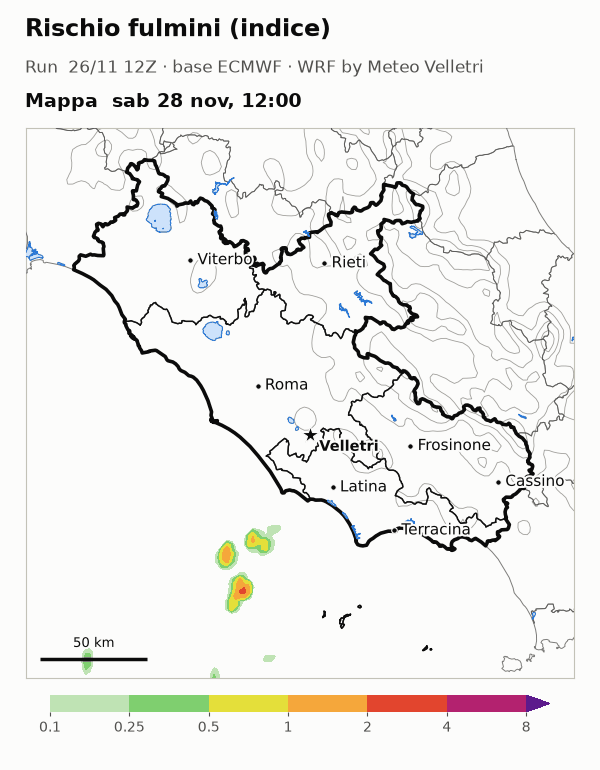 Rischio fulmini (indice)
Run  26/11 12Z · base ECMWF · WRF by Meteo Velletri
Mappa  sab 28 nov, 12:00
Viterbo
Rieti
Roma
Velletri
Frosinone
Latina
Cassino
Terracina
50 km
0.1 0.25 0.5 1 2 4 8